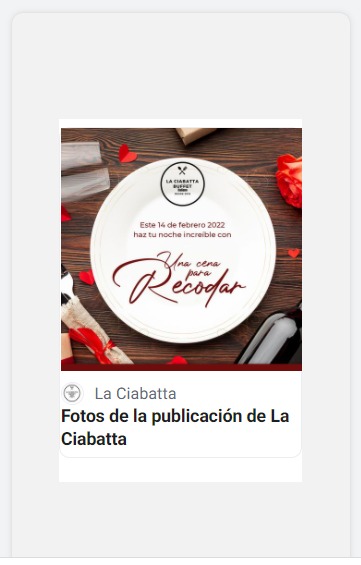 LA CIABATTA
BUFFET
Este 14 de febrero 2022
haz tu noche increible con
Una cena
para
Recodar
La Ciabatta
Fotos de la publicación de La
Ciabatta